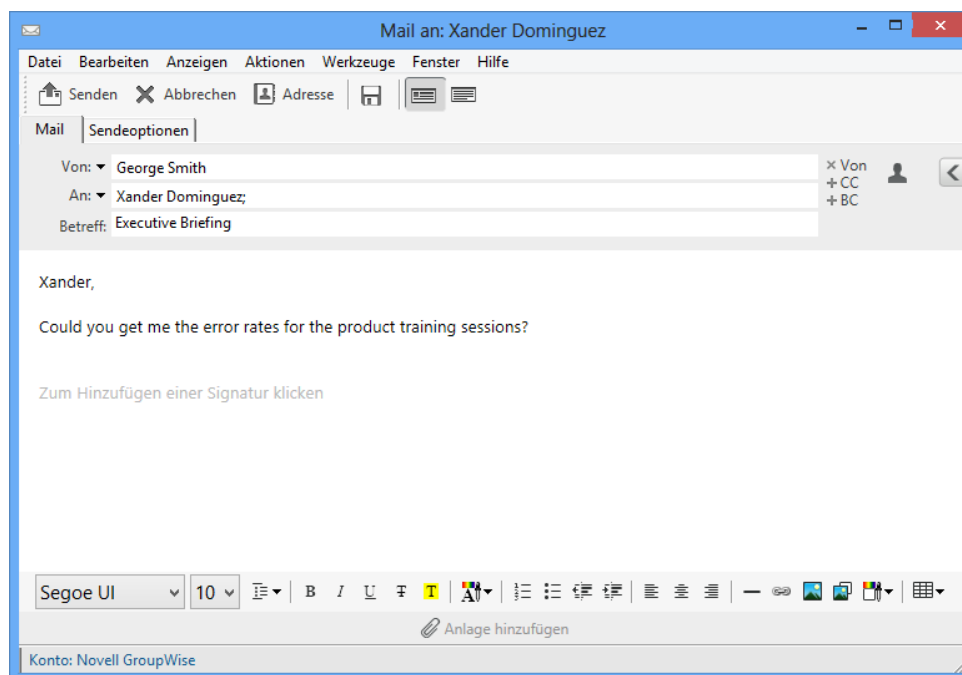 Mail an: Xander Dominguez
Datei Bearbeiten Anzeigen Aktionen Werkzeuge Fenster Hilfe
Senden Abbrechen Adresse
Mail Sendeoptionen
Von: George Smith
× Von
An: Xander Dominguez;
+ CC
Betreff: Executive Briefing
+ BC
Xander,
Could you get me the error rates for the product training sessions?
Zum Hinzufügen einer Signatur klicken
Segoe UI 10 B I U T T A
Anlage hinzufügen
Konto: Novell GroupWise